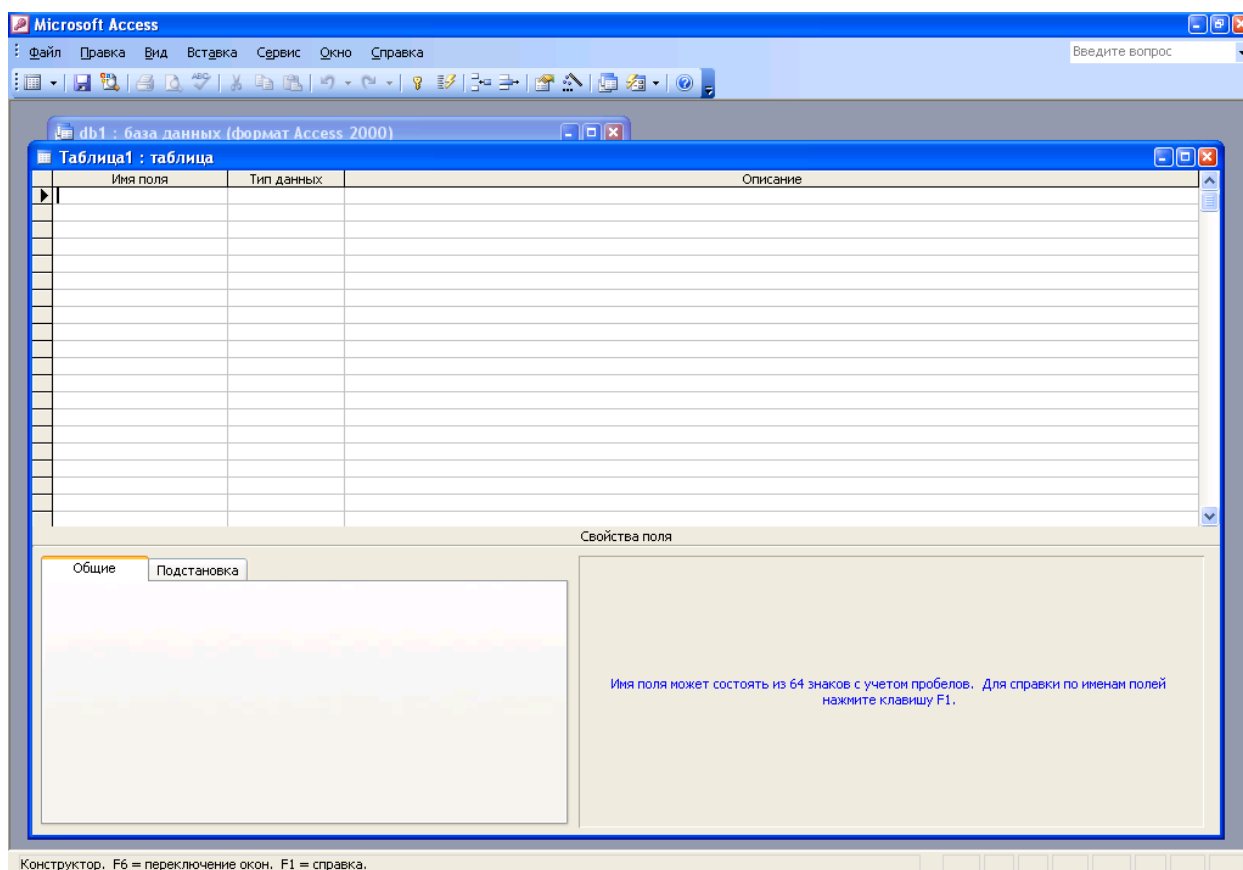 Microsoft Access
Файл Правка Вид Вставка Сервис Окно Справка Введите вопрос
ABC
db1 : база данных (формат Access 2000)
Таблица1 : таблица
Имя поля Тип данных Описание
Свойства поля
Общие Подстановка
Имя поля может состоять из 64 знаков с учетом пробелов. Для справки по именам полей
нажмите клавишу F1.
Конструктор. F6 = переключение окон. F1 = справка.